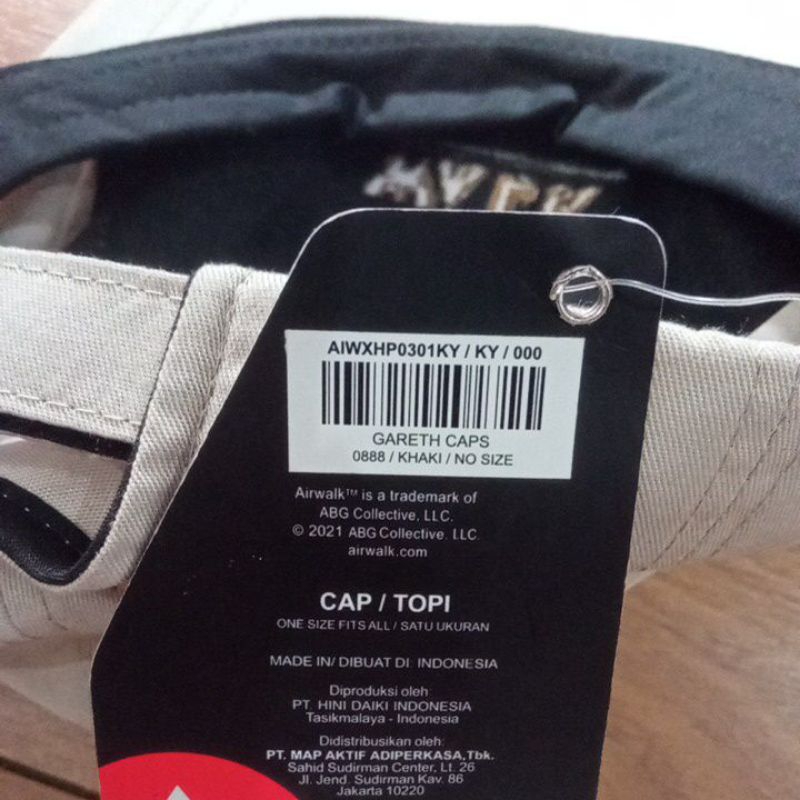 AIWXHP0301KY / KY / 000
GARETH CAPS
0888 / KHAKI / NO SIZE
Airwalk™ is a trademark of
ABG Collective, LLC.
© 2021 ABG Collective. LLC.
airwalk.com
CAP / TOPI
ONE SIZE FITS ALL / SATU UKURAN
MADE IN/ DIBUAT DI: INDONESIA
Diproduksi oleh:
PT. HINI DAIKI INDONESIA
Tasikmalaya - Indonesia
Didistribusikan oleh:
PT. MAP AKTIF ADIPERKASA,Tbk.
Sahid Sudirman Center, Lt. 26
Jl. Jend. Sudirman Kav. 86
Jakarta 10220